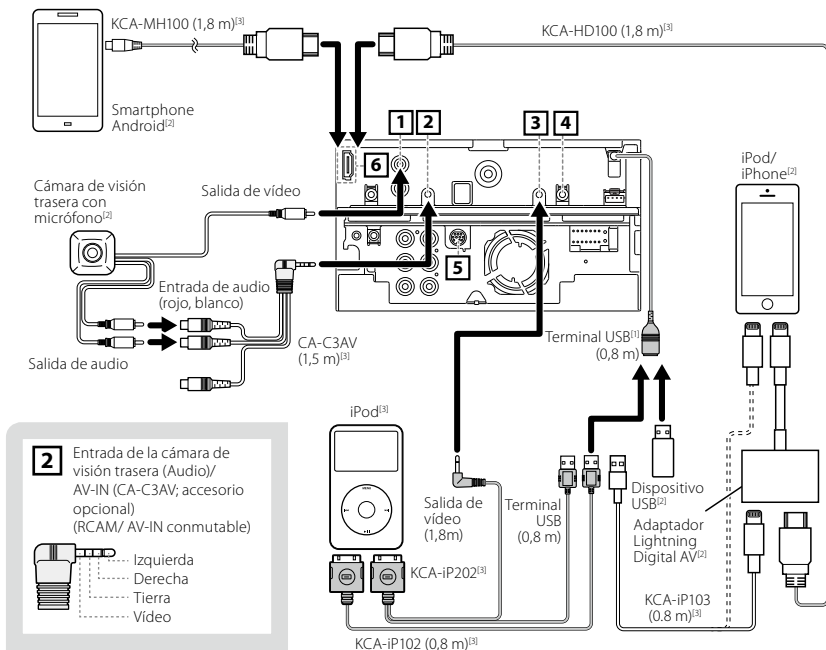 KCA-MH100 (1,8 m)[3]
KCA-HD100 (1,8 m)[3]
Smartphone
Android[2]
1
2
3
4
6
5
iPod/
iPhone[2]
Cámara de visión
trasera con
micrófono[2]
Salida de vídeo
Entrada de audio
(rojo, blanco)
Salida de audio
CA-C3AV
(1,5 m)[3]
Terminal USB[1]
(0,8 m)
iPod[3]
MENU
2
Entrada de la cámara de
visión trasera (Audio)/
AV-IN (CA-C3AV; accesorio
opcional)
(RCAM/ AV-IN conmutable)
Izquierda
Derecha
Tierra
Vídeo
Salida de
vídeo
(1,8m)
Terminal
USB
(0,8 m)
Dispositivo
USB[2]
Adaptador
Lightning
Digital AV[2]
KCA-iP202[3]
KCA-iP103
(0.8 m)[3]
KCA-iP102 (0,8 m)[3]